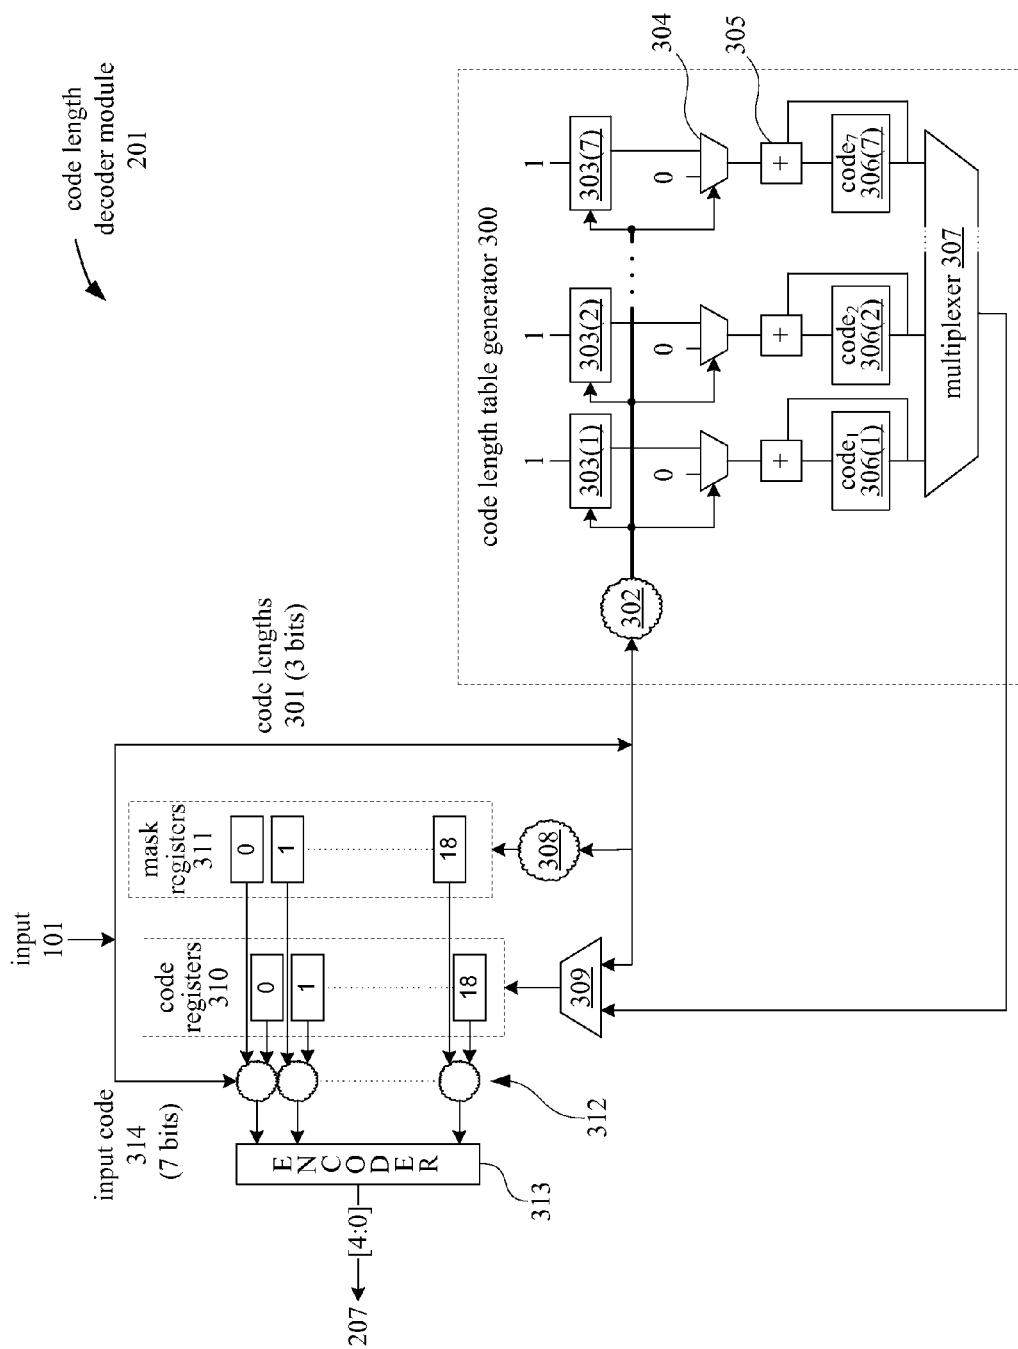 code length
decoder module
201
input
101
code lengths
301 (3 bits)
input code
314
(7 bits)
code
registers
310
mask
registers
311
0
1
18
0
1
18
308
309
312
E N C O D E R
313
207
[4:0]
code length table generator 300
302
1
1
1
303(1)
303(2)
303(7)
0
0
0
304
+
+
+
305
code1
306(1)
code2
306(2)
code7
306(7)
multiplexer 307